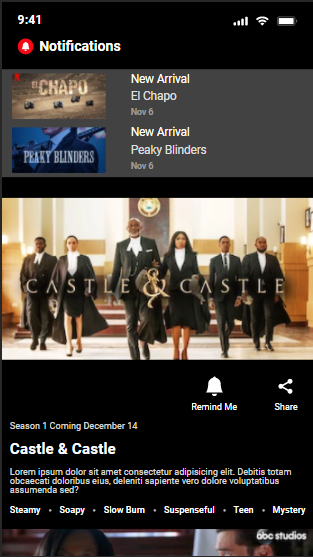 9:41
Notifications
EL CHAPO
New Arrival
El Chapo
Nov 6
PEAKY BLINDERS
New Arrival
Peaky Blinders
Nov 6
CASTLE & CASTLE
Remind Me
Share
Season 1 Coming December 14
Castle & Castle
Lorem ipsum dolor sit amet consectetur adipisicing elit. Debitis totam
obcaecati doloribus eius, deleniti sapiente vero dolore voluptatibus
assumenda sed?
Steamy • Soapy • Slow Burn • Suspenseful • Teen • Mystery
abc studios